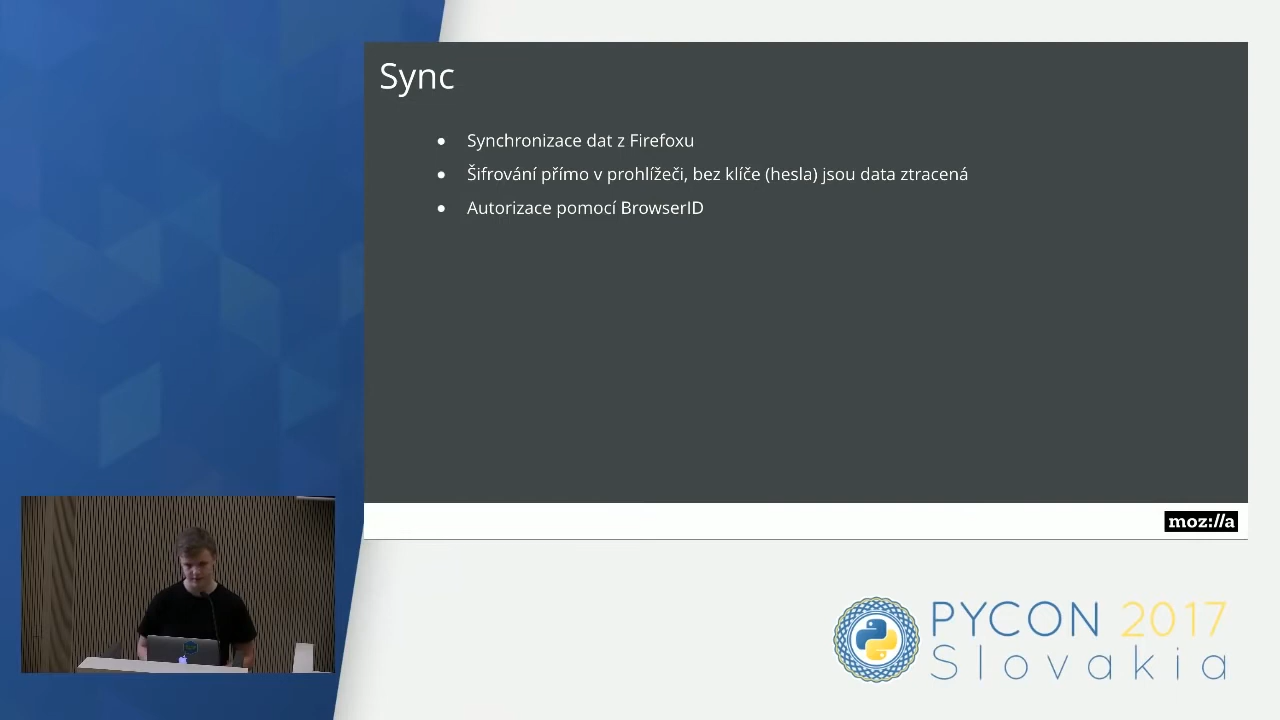 Sync
• Synchronizace dat z Firefoxu
• Šifrování přímo v prohlížeči, bez klíče (hesla) jsou data ztracená
• Autorizace pomocí BrowserID
moz://a
PYCON 2017
Slovakia